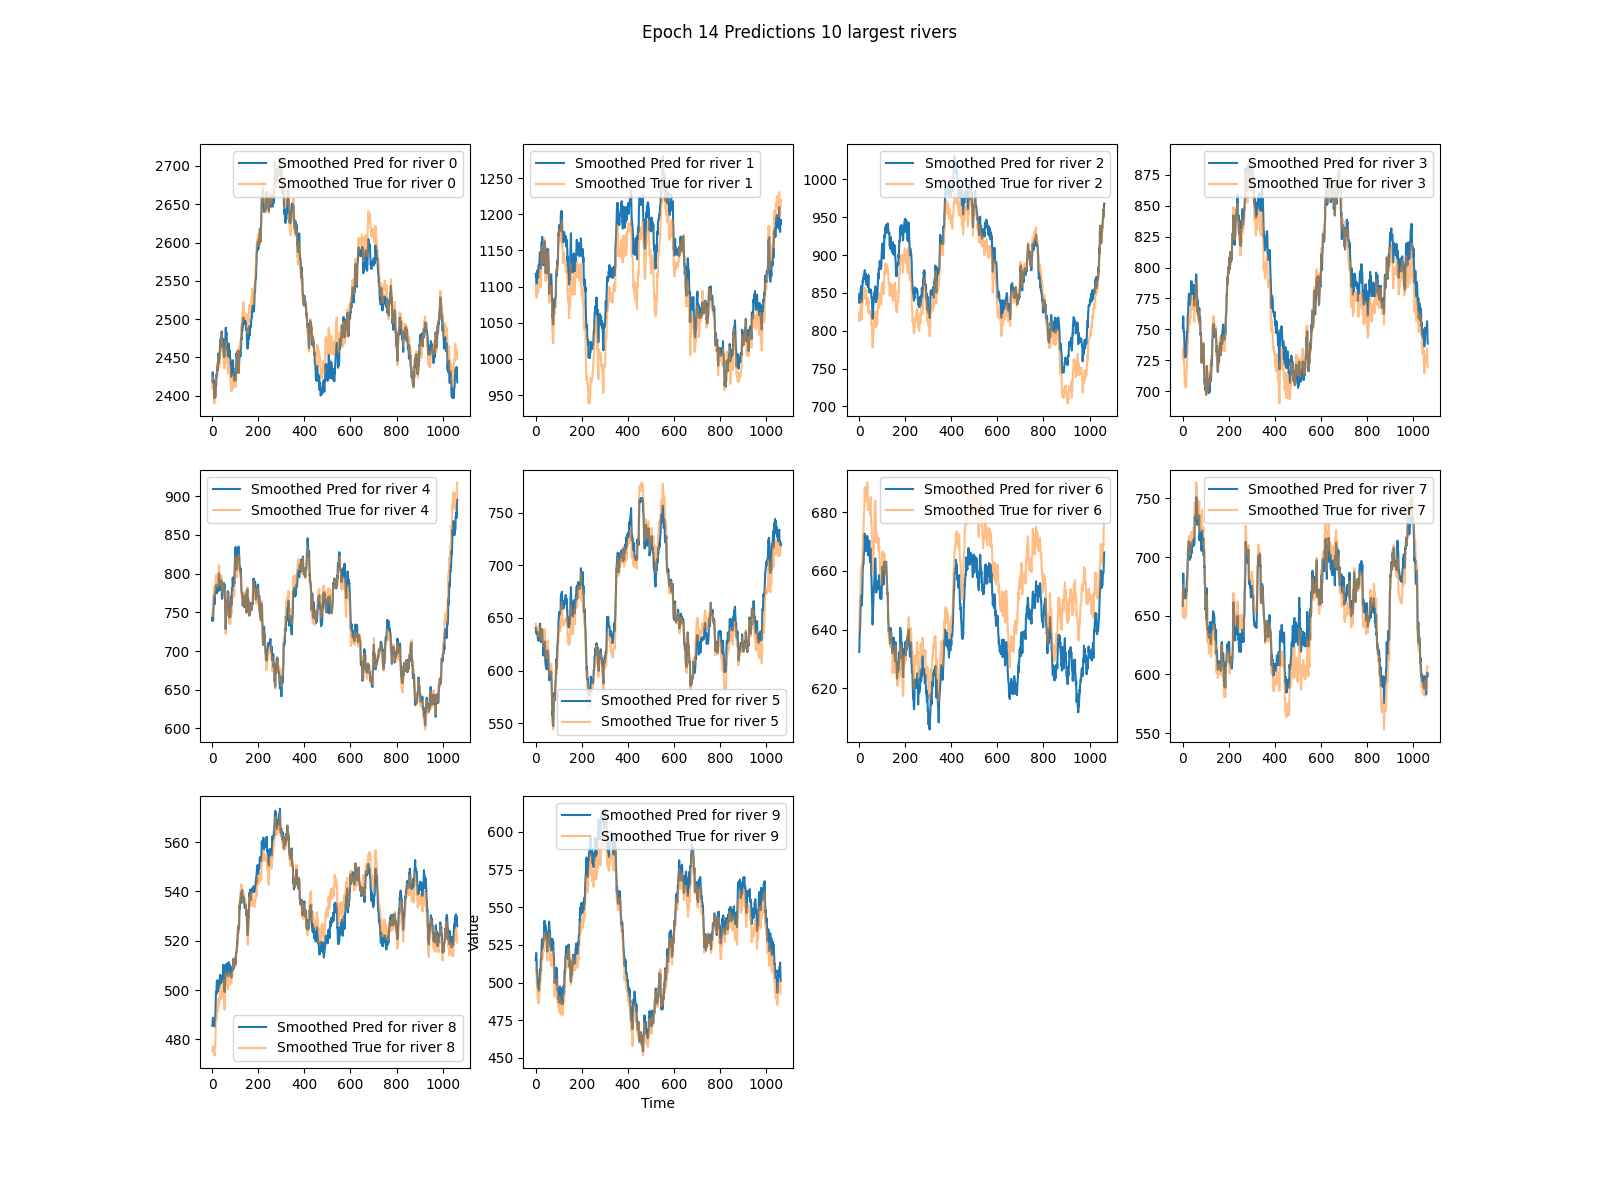 Epoch 14 Predictions 10 largest rivers
2700
2650
2600
2550
2500
2450
2400
Smoothed Pred for river 0
Smoothed True for river 0
0 200 400 600 800 1000
1250
1200
1150
1100
1050
1000
950
Smoothed Pred for river 1
Smoothed True for river 1
0 200 400 600 800 1000
1000
950
900
850
800
750
700
Smoothed Pred for river 2
Smoothed True for river 2
0 200 400 600 800 1000
875
850
825
800
775
750
725
700
Smoothed Pred for river 3
Smoothed True for river 3
0 200 400 600 800 1000
900
850
800
750
700
650
600
Smoothed Pred for river 4
Smoothed True for river 4
0 200 400 600 800 1000
750
700
650
600
550
Smoothed Pred for river 5
Smoothed True for river 5
0 200 400 600 800 1000
680
660
640
620
Smoothed Pred for river 6
Smoothed True for river 6
0 200 400 600 800 1000
750
700
650
600
550
Smoothed Pred for river 7
Smoothed True for river 7
0 200 400 600 800 1000
560
540
520
500
480
Smoothed Pred for river 8
Smoothed True for river 8
0 200 400 600 800 1000
Value
600
575
550
525
500
475
450
Smoothed Pred for river 9
Smoothed True for river 9
0 200 400 600 800 1000
Time